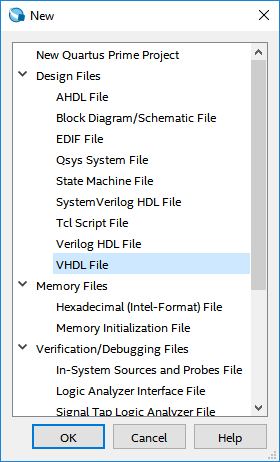 New
New Quartus Prime Project
Design Files
AHDL File
Block Diagram/Schematic File
EDIF File
Qsys System File
State Machine File
SystemVerilog HDL File
Tcl Script File
Verilog HDL File
VHDL File
Memory Files
Hexadecimal (Intel-Format) File
Memory Initialization File
Verification/Debugging Files
In-System Sources and Probes File
Logic Analyzer Interface File
Signal Tap Logic Analyzer File
OK Cancel Help